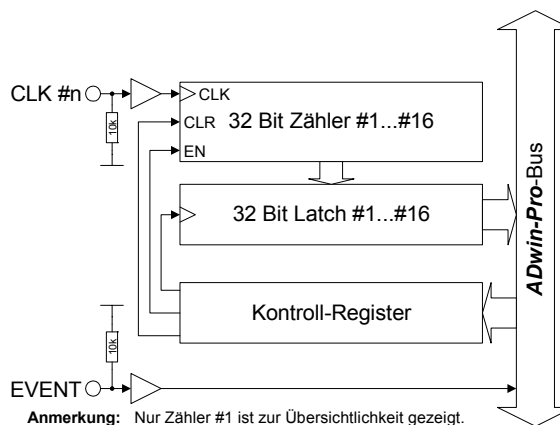 CLK #n
10k
CLK
CLR
EN
32 Bit Zähler #1...#16
32 Bit Latch #1...#16
Kontroll-Register
ADwin-Pro-Bus
10k
EVENT
Anmerkung: Nur Zähler #1 ist zur Übersichtlichkeit gezeigt.